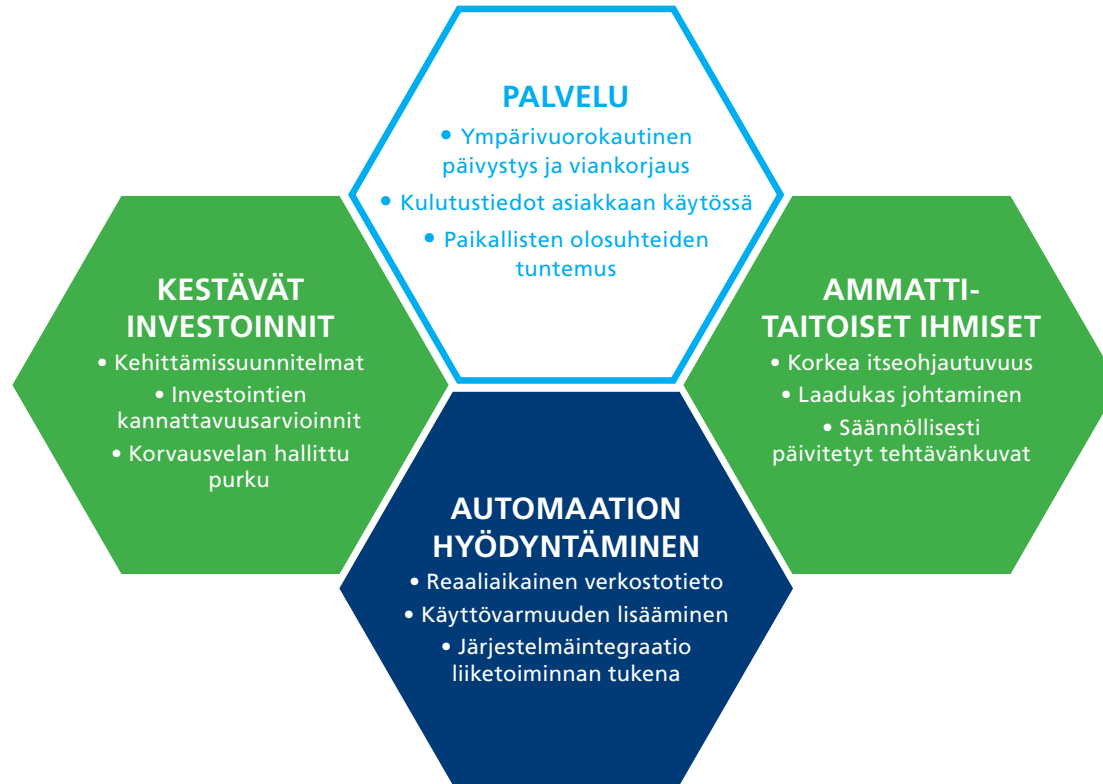 PALVELU
• Ympärivuorokautinen
päivystys ja viankorjaus
• Kulutustiedot asiakkaan käytössä
• Paikallisten olosuhteiden
tuntemus
KESTÄVÄT
INVESTOINNIT
• Kehittämissuunnitelmat
• Investointien
kannattavuusarvioinnit
• Korvausvelan hallittu
purku
AMMATTI-
TAITOISET IHMISET
• Korkea itseohjautuvuus
• Laadukas johtaminen
• Säännöllisesti
päivitetyt tehtävänkuvat
AUTOMAATION
HYÖDYNTÄMINEN
• Reaaliaikainen verkostotieto
• Käyttövarmuuden lisääminen
• Järjestelmäintegraatio
liiketoiminnan tukena